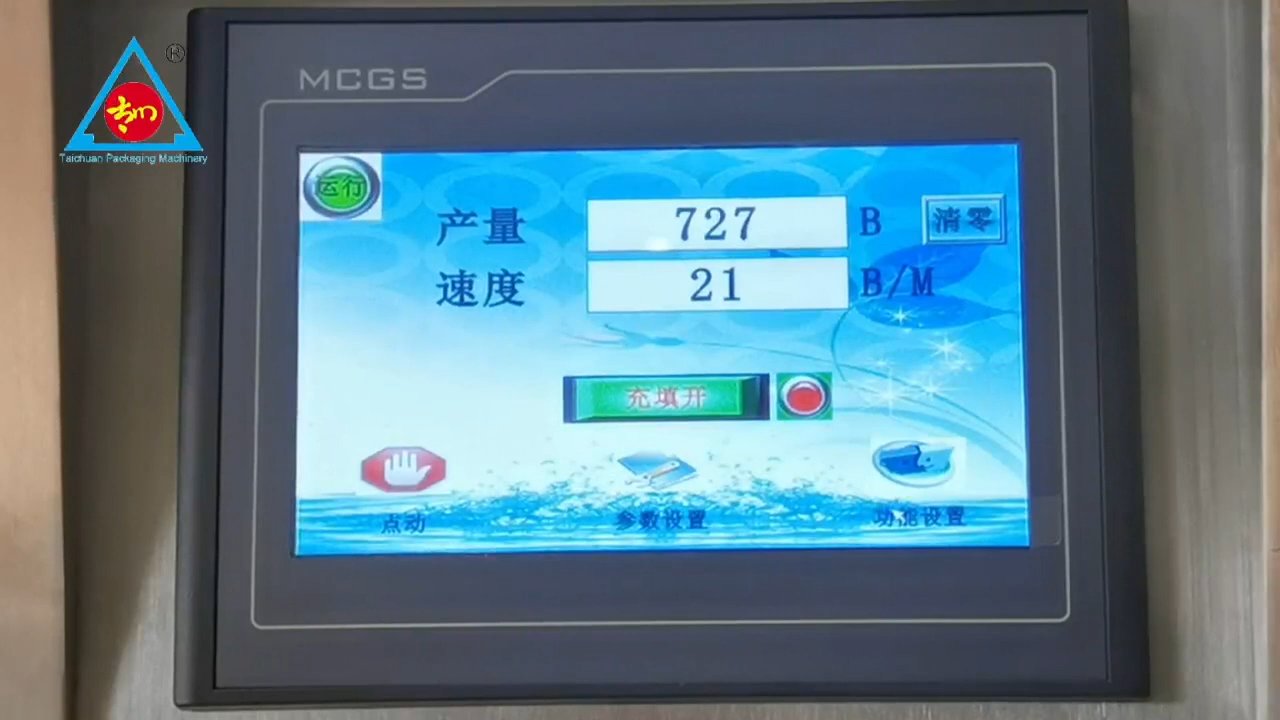 ®
Taichuan Packaging Machinery
MCGS
运行
产量 727 B 清零
速度 21 B/M
充填开
点动 参数设置 功能设置